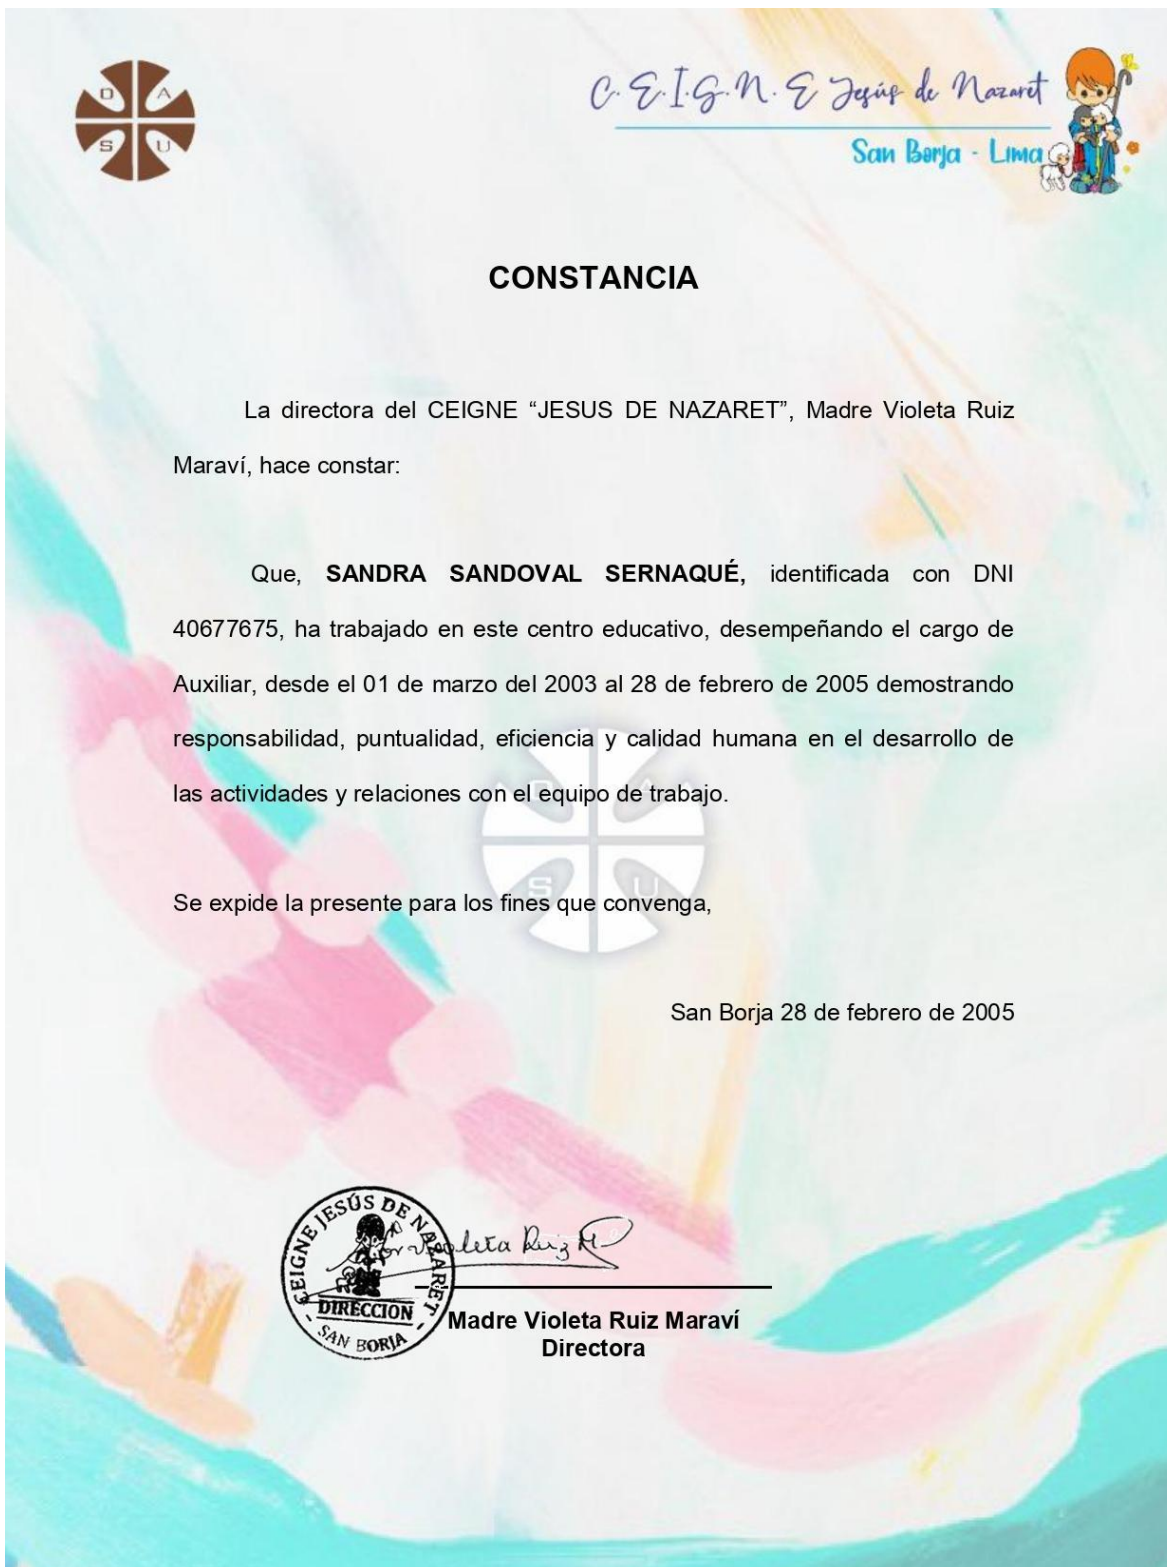 D A
S U
C.E.I.G.N.E Jesús de Nazaret
San Borja - Lima
CONSTANCIA
La directora del CEIGNE “JESUS DE NAZARET”, Madre Violeta Ruiz
Maraví, hace constar:
Que, SANDRA SANDOVAL SERNAQUÉ, identificada con DNI
40677675, ha trabajado en este centro educativo, desempeñando el cargo de
Auxiliar, desde el 01 de marzo del 2003 al 28 de febrero de 2005 demostrando
responsabilidad, puntualidad, eficiencia y calidad humana en el desarrollo de
las actividades y relaciones con el equipo de trabajo.
D A
S U
Se expide la presente para los fines que convenga,
San Borja 28 de febrero de 2005
CEIGNE JESÚS DE NAZARET
DIRECCION
- SAN BORJA -
Violeta Ruiz M
Madre Violeta Ruiz Maraví
Directora